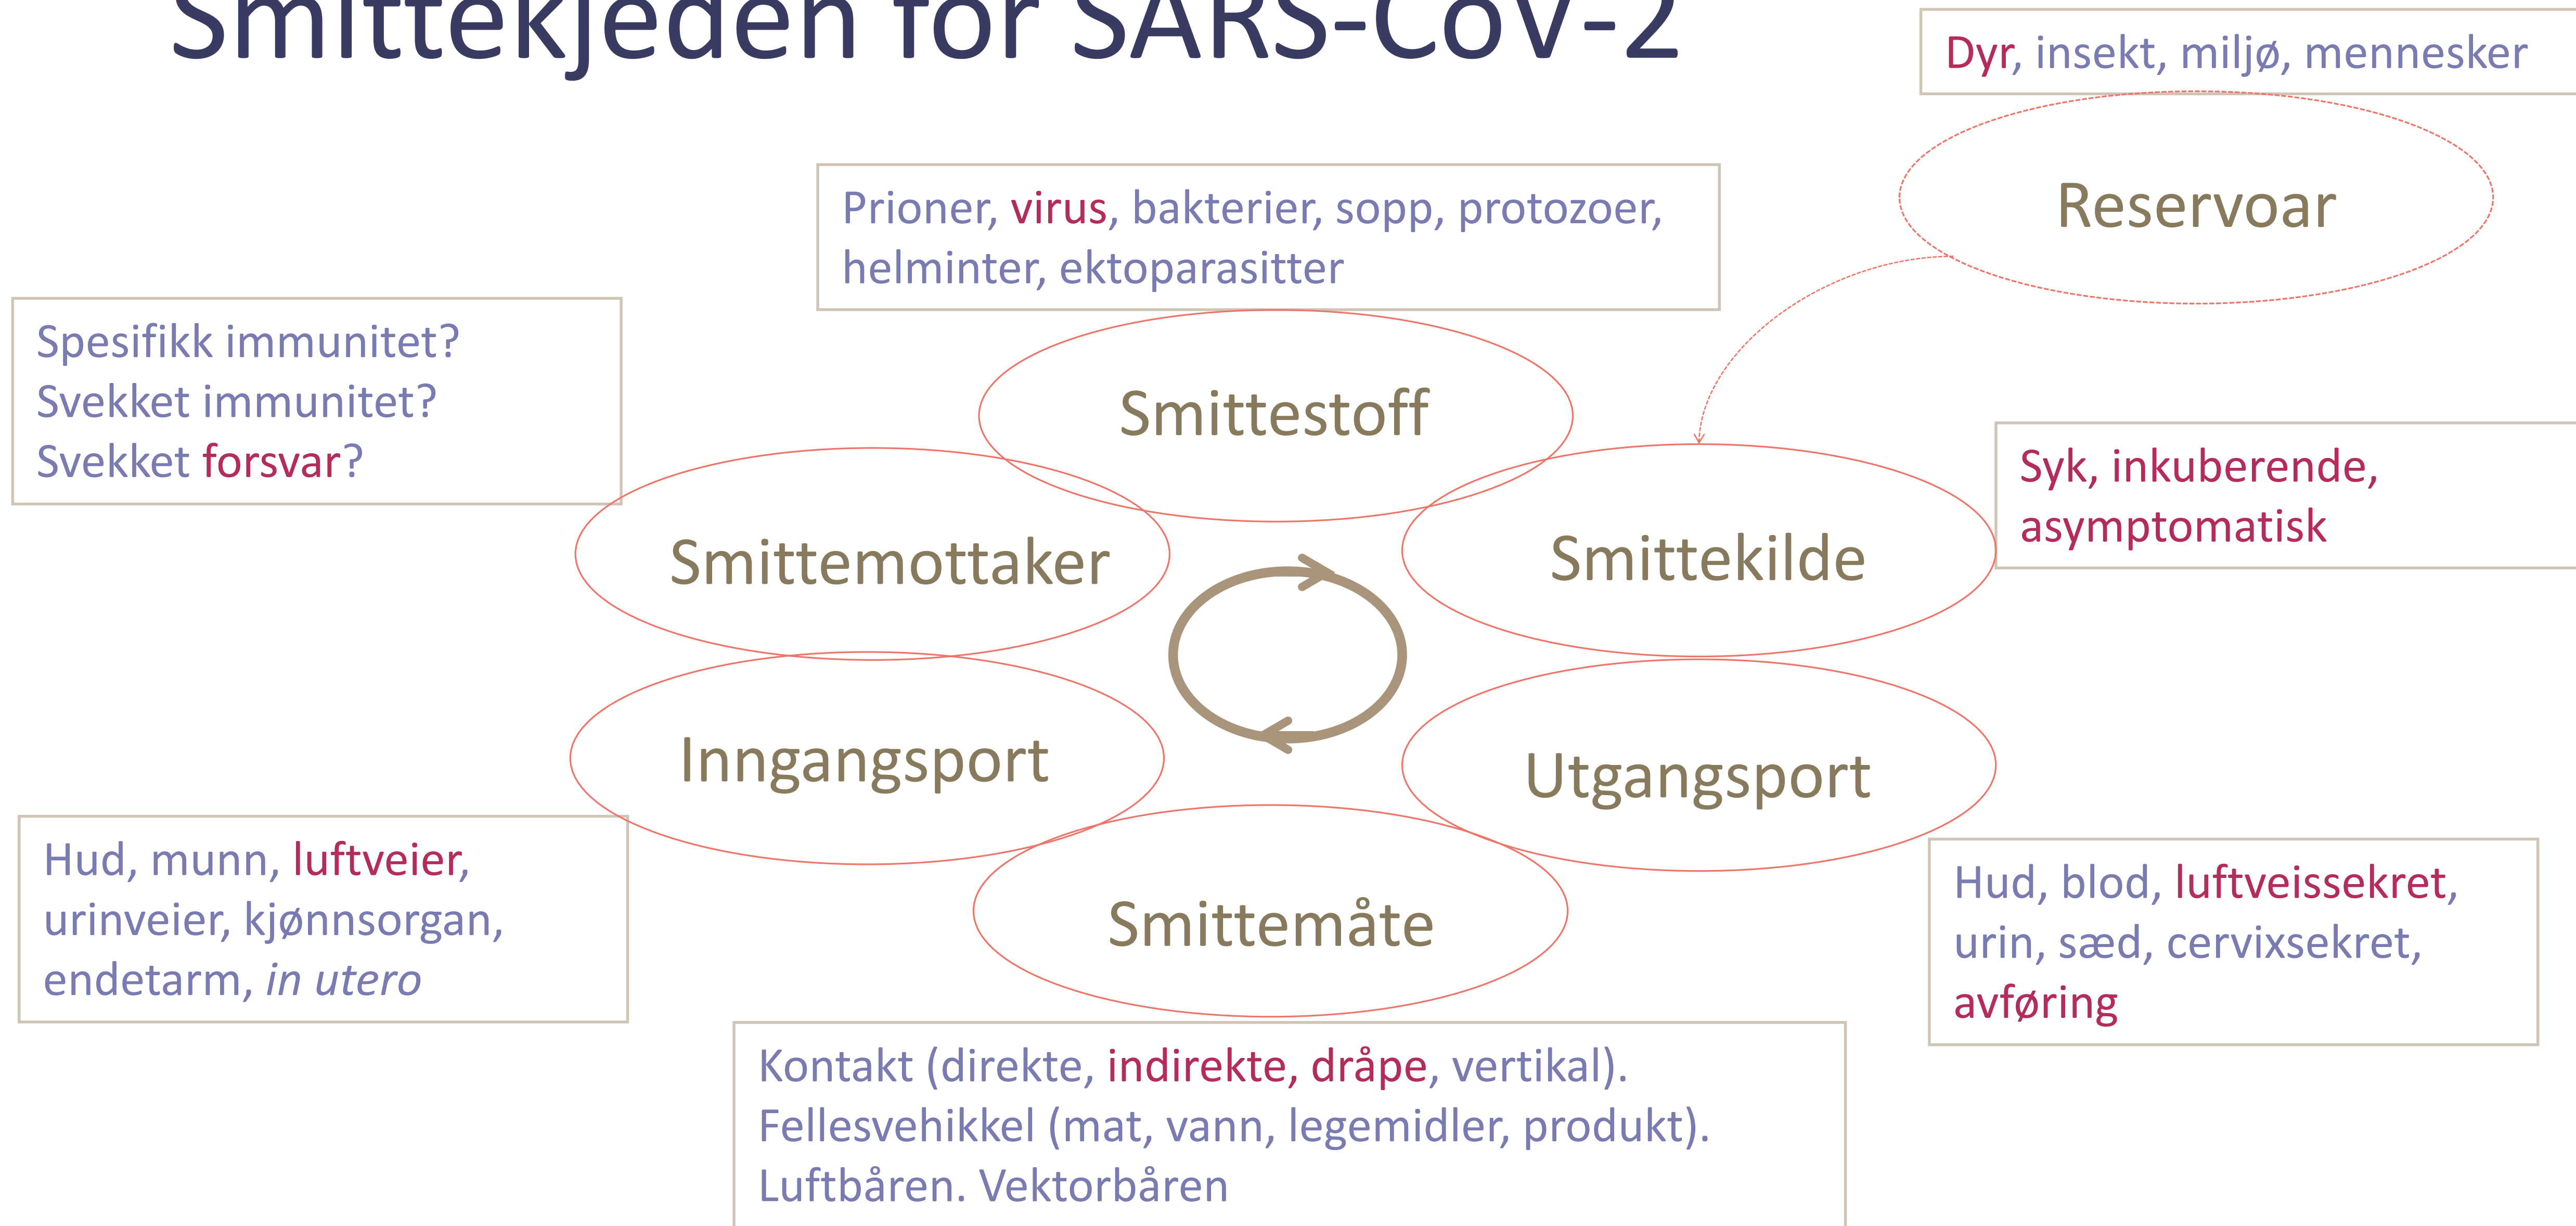 Smittekjeden for SARS-CoV-2
Dyr, insekt, miljø, mennesker
Reservoar
Prioner, virus, bakterier, sopp, protozoer,
helminter, ektoparasitter
Smittestoff
Spesifikk immunitet?
Svekket immunitet?
Svekket forsvar?
Smittemottaker
Smittekilde
Syk, inkuberende,
asymptomatisk
Inngangsport
Utgangsport
Hud, munn, luftveier,
urinveier, kjønnsorgan,
endetarm, in utero
Smittemåte
Hud, blod, luftveissekret,
urin, sæd, cervixsekret,
avføring
Kontakt (direkte, indirekte, dråpe, vertikal).
Fellesvehikkel (mat, vann, legemidler, produkt).
Luftbåren. Vektorbåren